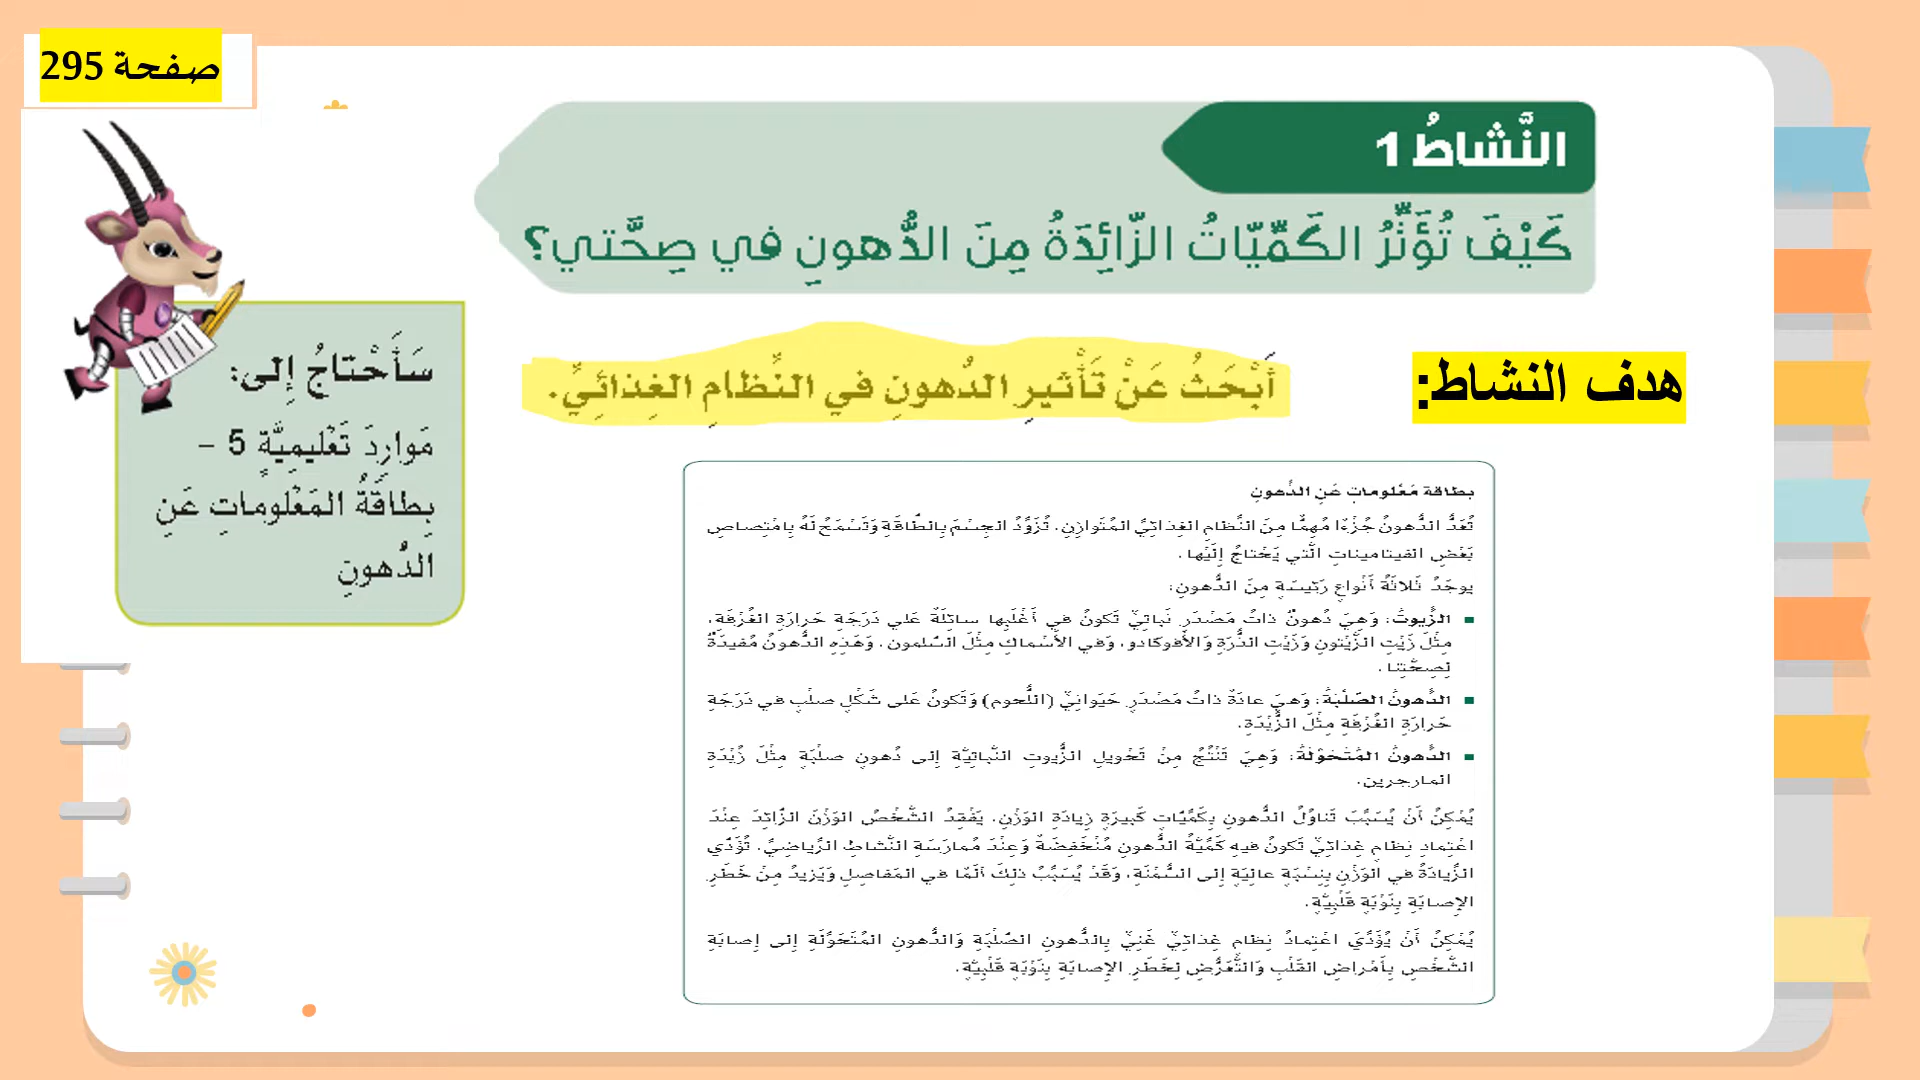 صفحة 295
النَّشاطُ 1
كَيْفَ تُؤَثِّرُ الكَمِّيّاتُ الزّائِدَةُ مِنَ الدُّهونِ في صِحَّتي؟
هدف النشاط:
أَبْحَثُ عَنْ تَأْثيرِ الدُهونِ في النِّظامِ الغِذائِيِّ.
سَأَحْتاجُ إِلى:
مَوارِدَ تَعْليمِيَّةٍ 5 –
بِطاقَةُ المَعْلوماتِ عَنِ
الدُهونِ
بطاقة مَعْلوماتٍ عَنِ الدُّهونِ
تُعَدُّ الدُّهونُ جُزْءًا مُهِمًّا مِنَ النِّظامِ الغِذائِيِّ المُتَوازِنِ. تُزَوِّدُ الجِسْمَ بِالطّاقَةِ وَتَسْمَحُ لَهُ بِامْتِصاصِ
بَعْضِ الفيتاميناتِ الَّتي يَحْتاجُ إِلَيْها.
يوجَدُ ثَلاثَةُ أَنْواعٍ رَئيسَةٍ مِنَ الدُّهونِ:
▪ الزُّيوتُ: وَهِيَ دُهونٌ ذاتُ مَصْدَرٍ نَباتِيٍّ تَكونُ في أَغْلَبِها سائِلَةً عَلى دَرَجَةِ حَرارَةِ الغُرْفَةِ،
مِثْلَ زَيْتِ الزَّيْتونِ وَزَيْتِ الذُّرَةِ وَالأَفوكادو، وَفي الأَسْماكِ مِثْلَ السَّلمون. وَهَذِهِ الدُّهونُ مُفيدَةٌ
لِصِحَّتِنا.
▪ الدُّهونُ الصُّلْبَةُ: وَهِيَ عادَةً ذاتُ مَصْدَرٍ حَيَوانِيٍّ (اللُّحوم) وَتَكونُ عَلى شَكْلٍ صلْبٍ في دَرَجَةِ
حَرارَةِ الغُرْفَةِ مِثْلَ الزُّبْدَةِ.
▪ الدُّهونُ المُتَحَوِّلَةُ: وَهِيَ تَنْتُجُ مِنْ تَحْويلِ الزُّيوتِ النَّباتِيَّةِ إِلى دُهونٍ صلْبَةٍ مِثْلَ زُبْدَةِ
المارجرين.
يُمْكِنُ أَنْ يُسَبِّبَ تَناوُلُ الدُّهونِ بِكَمِّيّاتٍ كَبيرَةٍ زِيادَةَ الوَزْنِ. يَفْقِدُ الشَّخْصُ الوَزْنَ الزّائِدَ عِنْدَ
اعْتِمادِ نِظامٍ غِذائِيٍّ تَكونُ فيهِ كَمِّيَّةُ الدُّهونِ مُنْخَفِضَةً وَعِنْدَ مُمارَسَةِ النَّشاطِ الرِّياضِيِّ. تُؤَدّي
الزِّيادَةُ في الوَزْنِ بِنِسْبَةٍ عالِيَةٍ إِلى السُّمْنَةِ، وَقَدْ يُسَبِّبُ ذلِكَ أَلَمًا في المَفاصِلِ وَيَزيدُ مِنْ خَطَرِ
الإِصابَةِ بِنَوْبَةٍ قَلْبِيَّةٍ.
يُمْكِنُ أَنْ يُؤَدِّيَ اعْتِمادُ نِظامٍ غِذائِيٍّ غَنِيٍّ بِالدُّهونِ الصُّلْبَةِ وَالدُّهونِ المُتَحَوِّلَةِ إِلى إِصابَةِ
الشَّخْصِ بِأَمْراضِ القَلْبِ وَالتَّعَرُّضِ لِخَطَرِ الإِصابَةِ بِنَوْبَةٍ قَلْبِيَّةٍ.